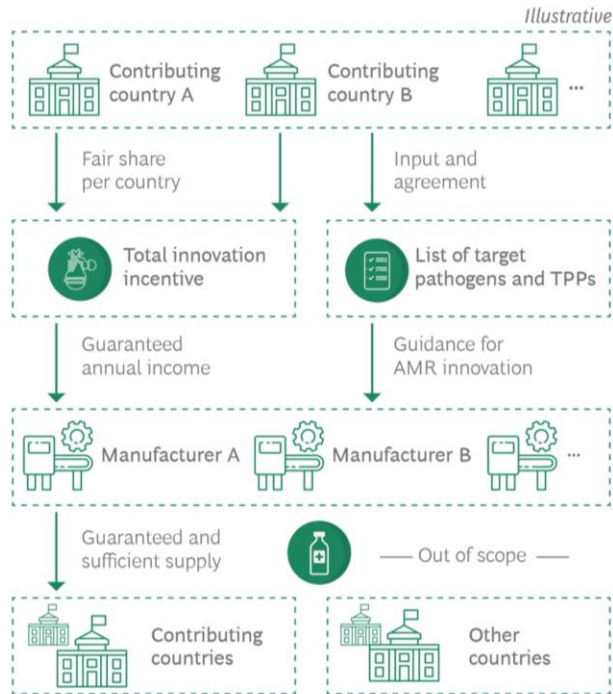 Illustrative
Contributing country A
Contributing country B
...
Fair share per country
Input and agreement
Total innovation incentive
List of target pathogens and TPPs
Guaranteed annual income
Guidance for AMR innovation
Manufacturer A
Manufacturer B
...
Guaranteed and sufficient supply
Out of scope
Contributing countries
Other countries